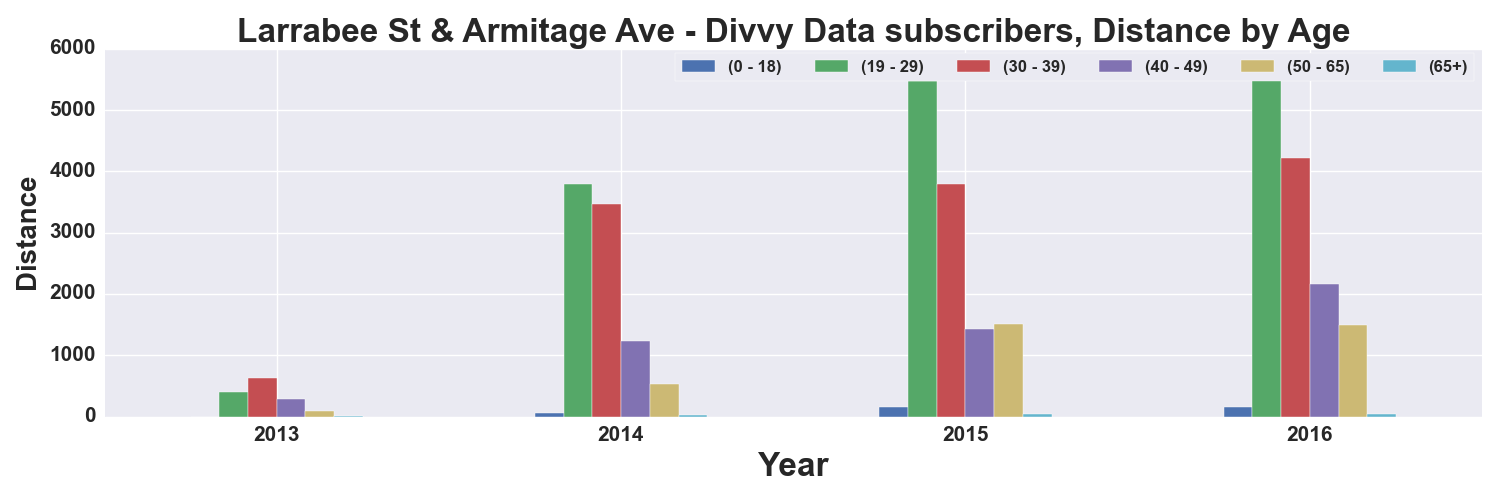 Larrabee St & Armitage Ave - Divvy Data subscribers, Distance by Age
(0 - 18) (19 - 29) (30 - 39) (40 - 49) (50 - 65) (65+)
6000
5000
4000
3000
2000
1000
0
Distance
2013 2014 2015 2016
Year